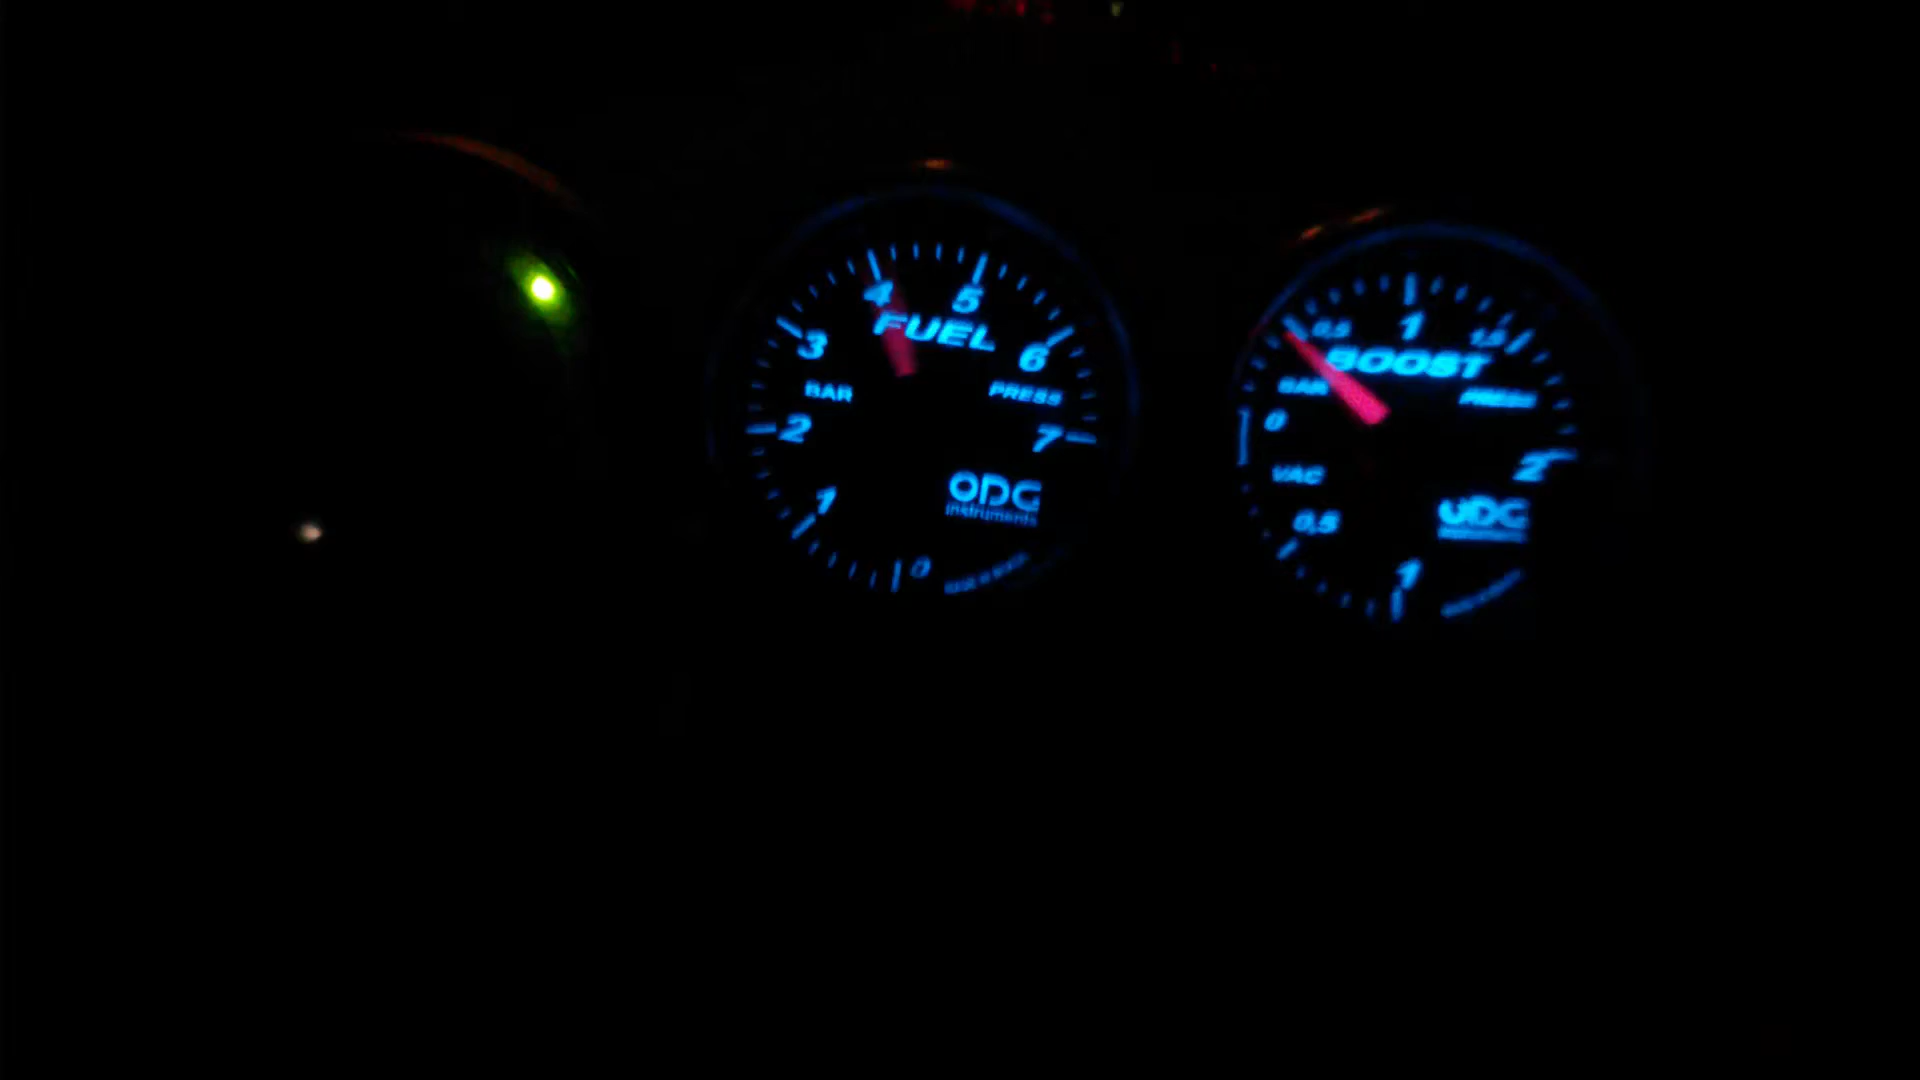 4 5
FUEL
3 6
BAR PRESS
2 7
ODG
instruments
1
0
0,5 1 1,5
BOOST
BAR PRESS
0
VAC 2
0,5 ODG
1